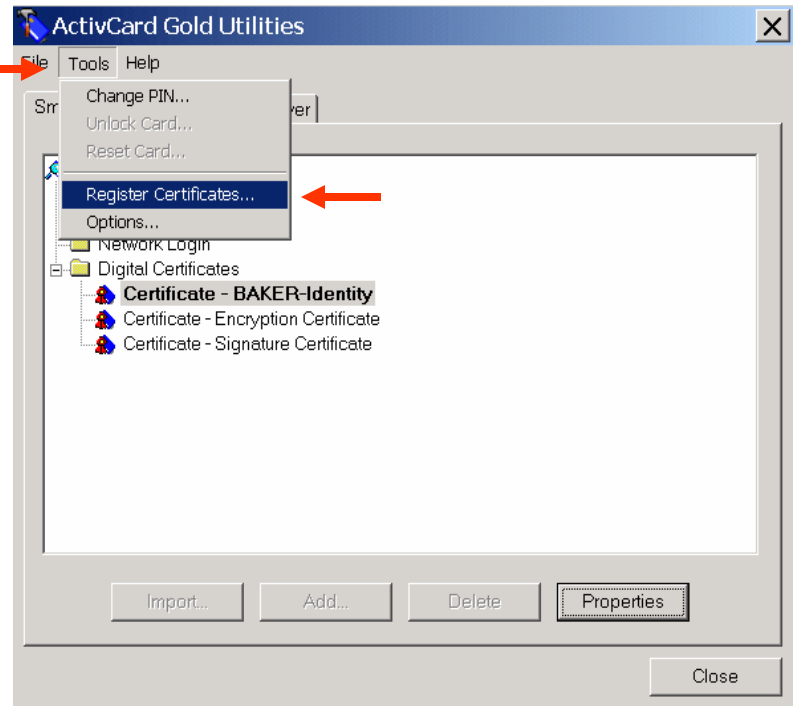 ActivCard Gold Utilities
File Tools Help
Change PIN...
Unlock Card...
Reset Card...
Register Certificates...
Options...
Network Login
Digital Certificates
Certificate - BAKER-Identity
Certificate - Encryption Certificate
Certificate - Signature Certificate
Import... Add... Delete Properties
Close